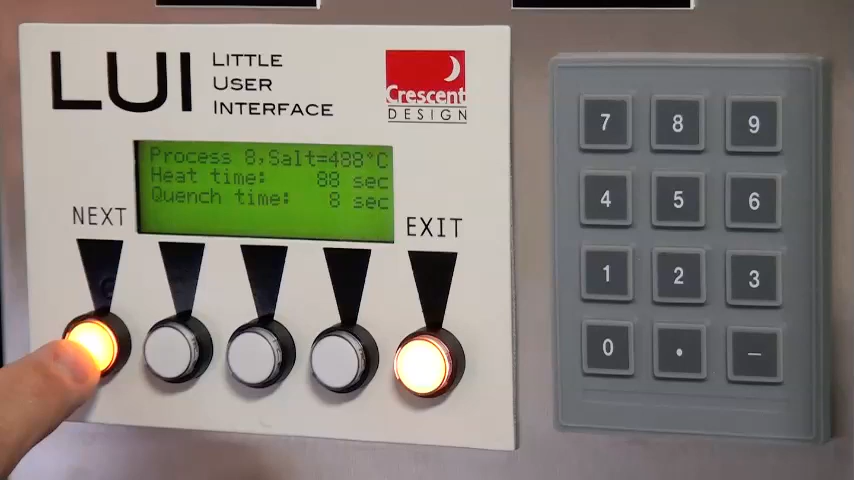 LUI LITTLE
USER
INTERFACE
Crescent
DESIGN
Process 8,Salt=488°C
Heat time: 88 sec
Quench time: 8 sec
NEXT EXIT
7 8 9
4 5 6
1 2 3
0 . –